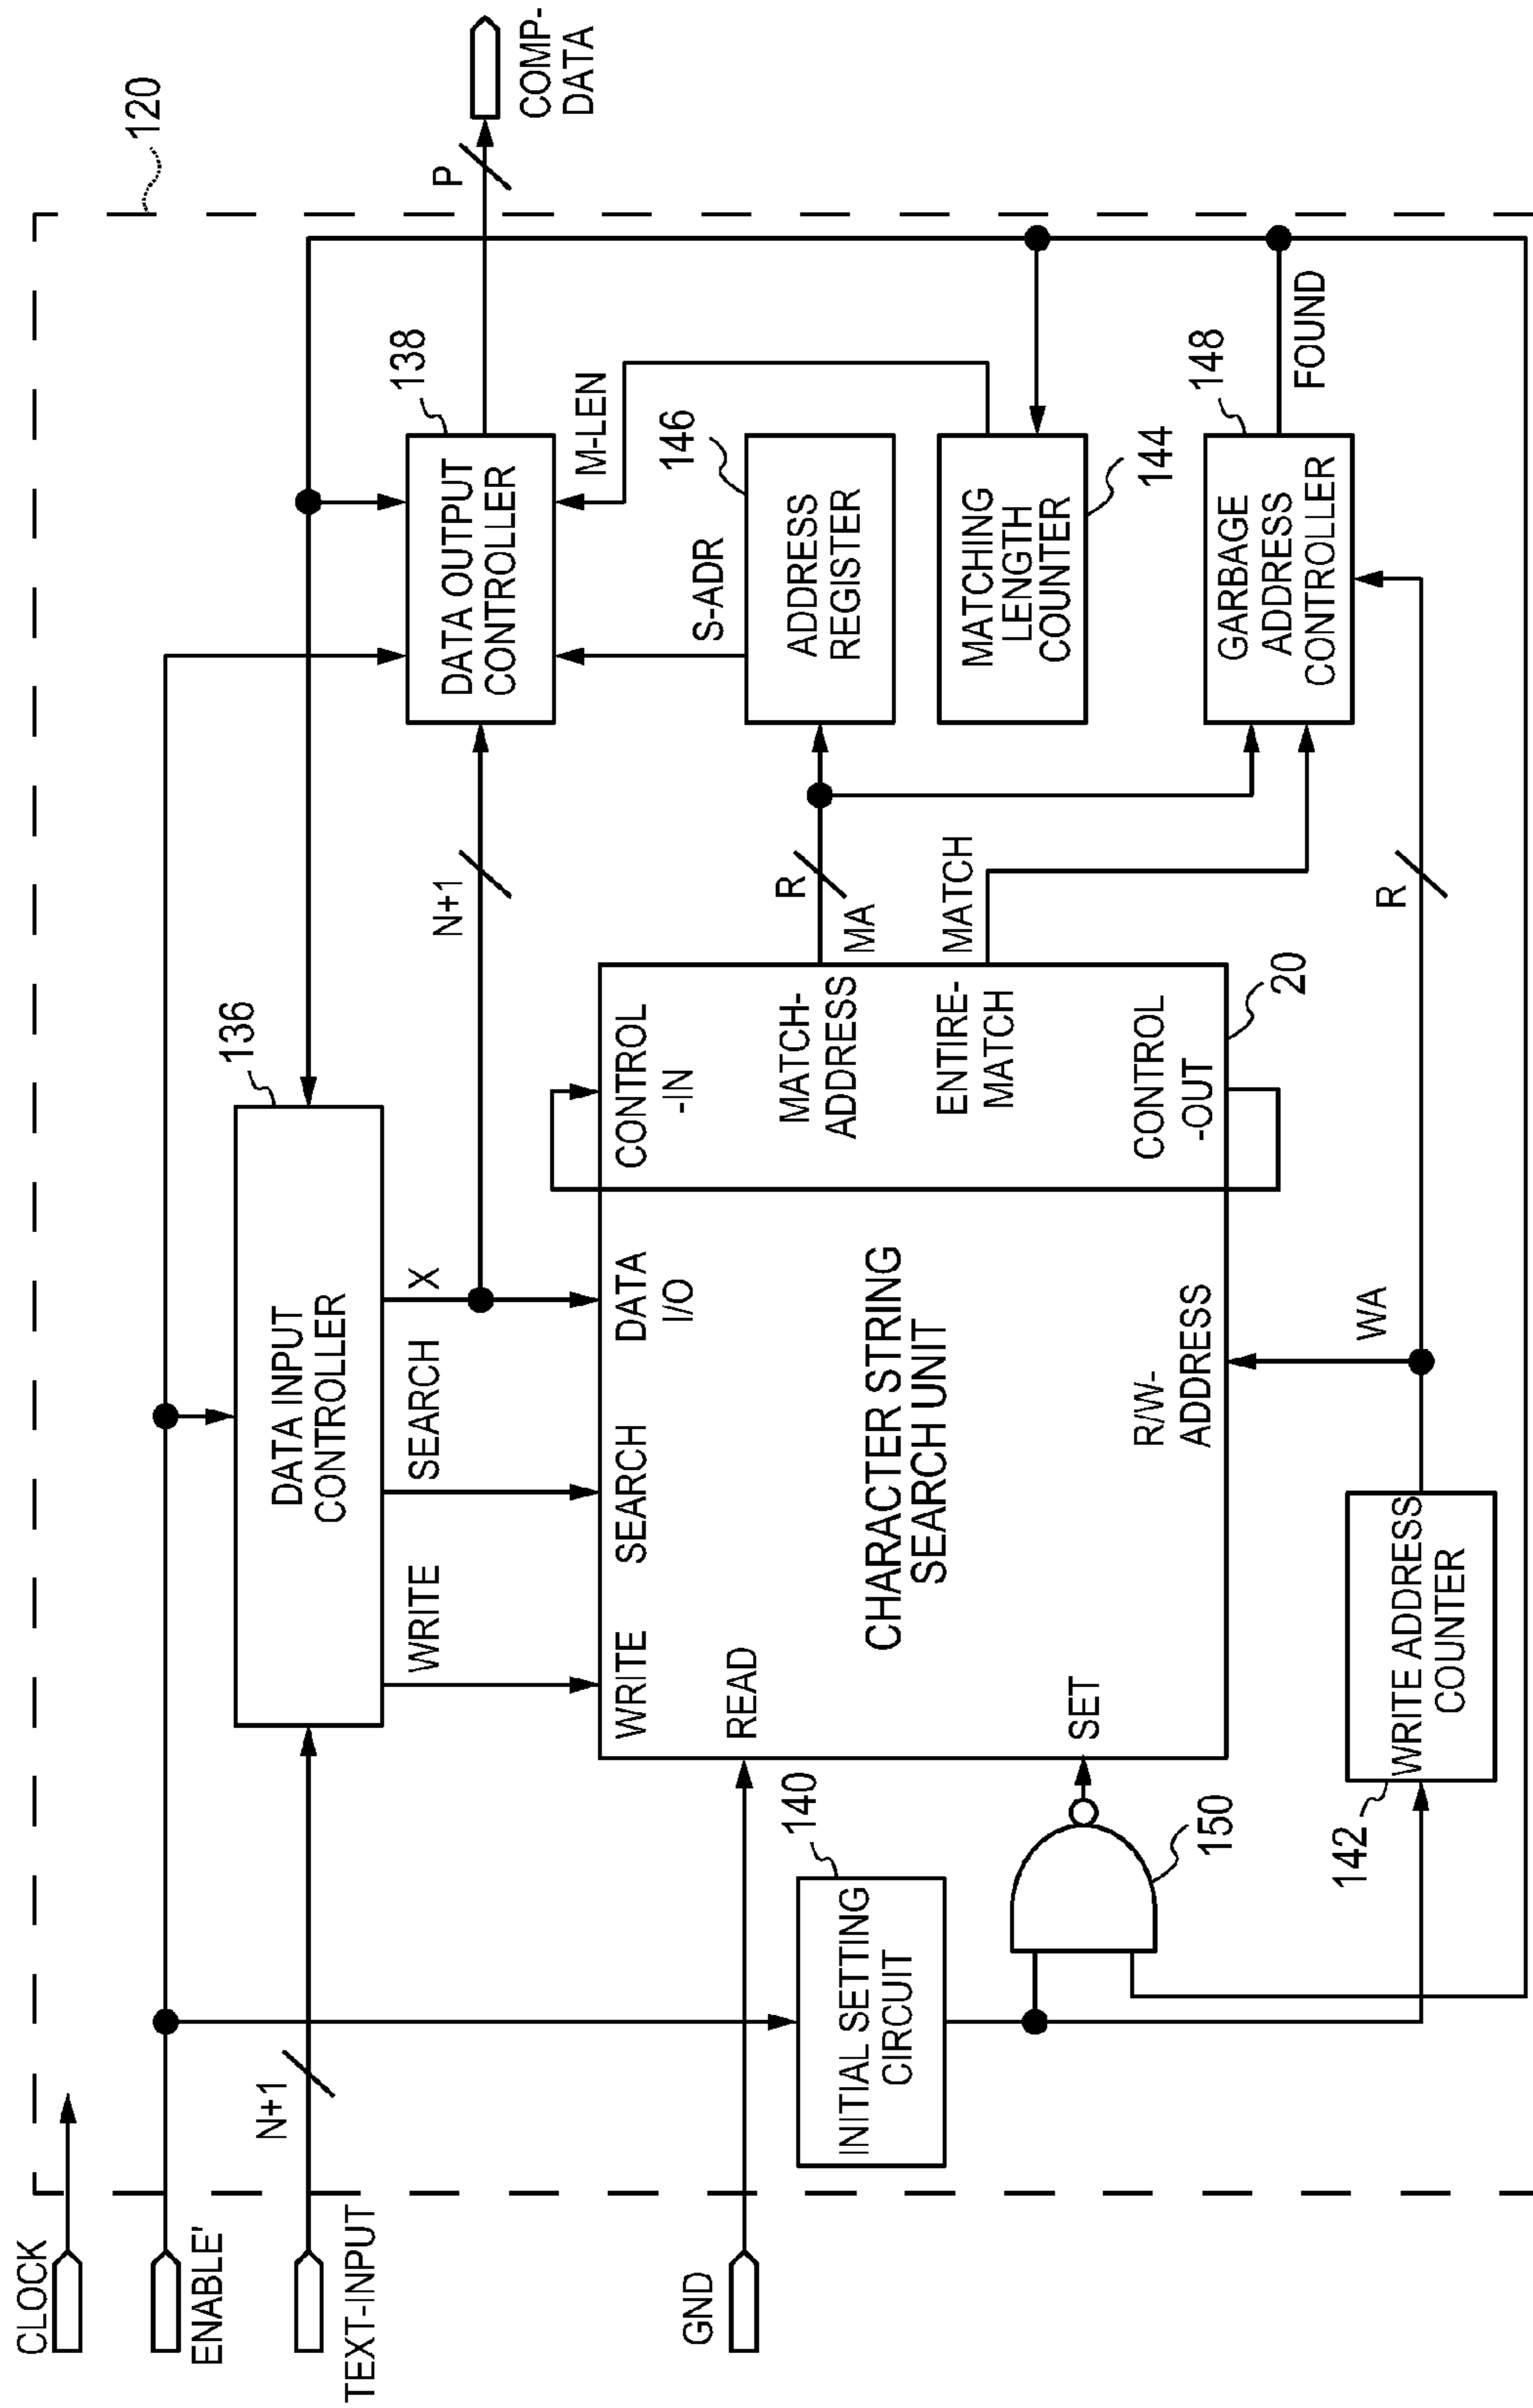 CLOCK
ENABLE'
TEXT-INPUT
N+1
GND
120
136
DATA INPUT
CONTROLLER
WRITE
SEARCH
X
N+1
138
DATA OUTPUT
CONTROLLER
P
COMP-
DATA
M-LEN
S-ADR
146
ADDRESS
REGISTER
MATCHING
LENGTH
COUNTER
144
148
GARBAGE
ADDRESS
CONTROLLER
FOUND
WRITE
SEARCH
DATA
I/O
CONTROL
-IN
READ
MATCH-
ADDRESS
R
MA
CHARACTER STRING
SEARCH UNIT
ENTIRE-
MATCH
MATCH
SET
R/W-
ADDRESS
CONTROL
-OUT
20
140
INITIAL SETTING
CIRCUIT
150
142
WRITE ADDRESS
COUNTER
WA
R